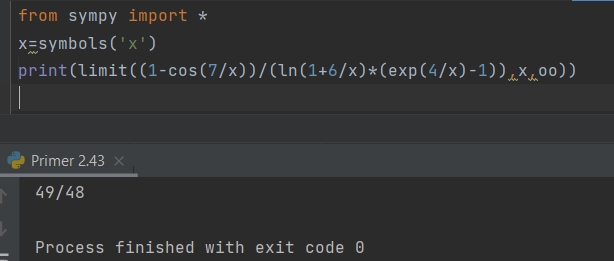 from sympy import *
x=symbols('x')
print(limit((1-cos(7/x))/(ln(1+6/x)*(exp(4/x)-1)),x,oo))
Primer 2.43 ×
49/48
Process finished with exit code 0